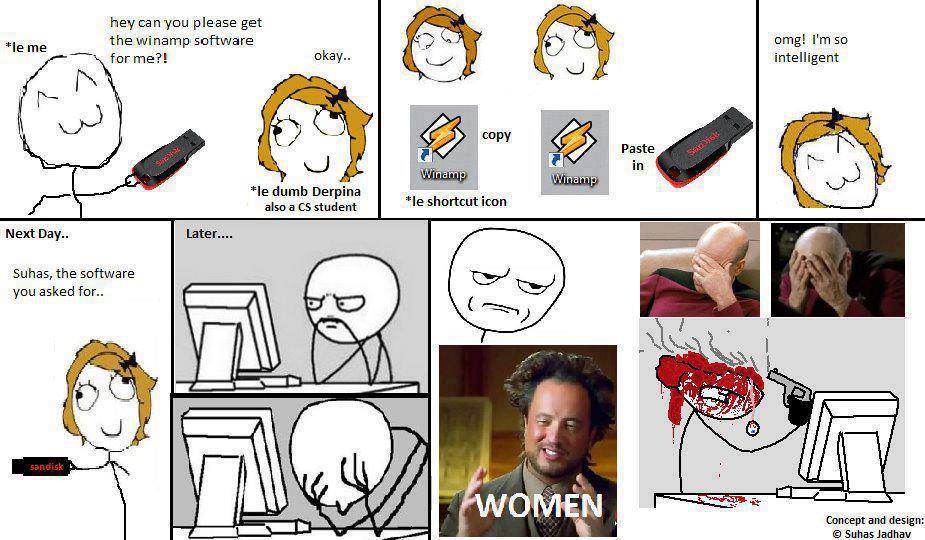 *le me
hey can you please get
the winamp software
for me?!
okay..
SanDisk
*le dumb Derpina
also a CS student
Winamp
copy
*le shortcut icon
Winamp
Paste
in
SanDisk
omg! I'm so
intelligent
Next Day..
Suhas, the software
you asked for..
sandisk
Later....
WOMEN
Concept and design:
© Suhas Jadhav